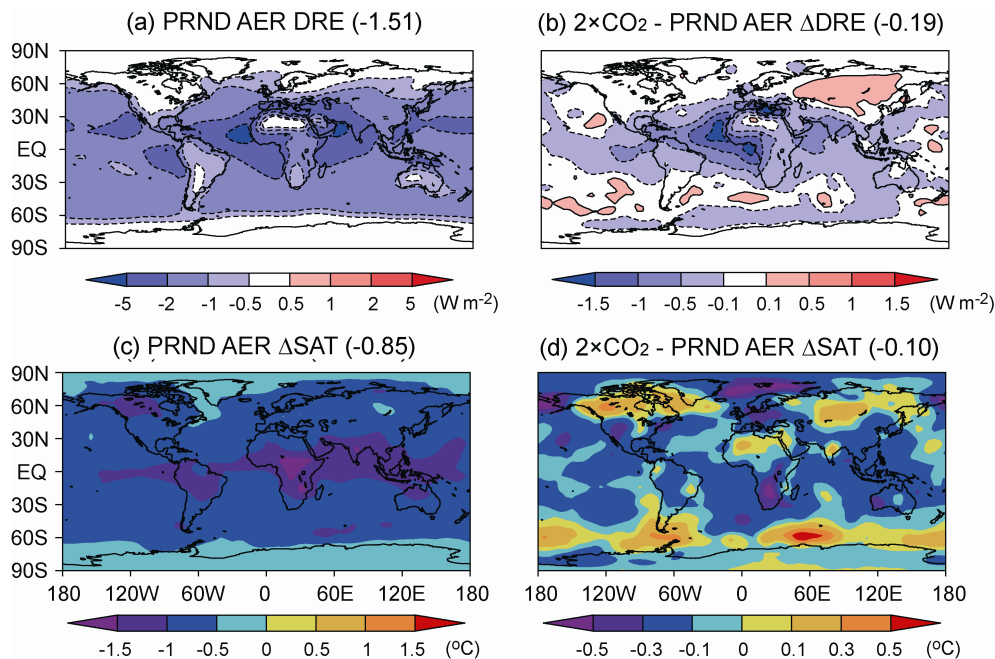 (a) PRND AER DRE (-1.51)
(b) 2×CO2 - PRND AER ΔDRE (-0.19)
90N
60N
30N
EQ
30S
60S
90S
-5 -2 -1 -0.5 0.5 1 2 5 (W m-2)
-1.5 -1 -0.5 -0.1 0.1 0.5 1 1.5 (W m-2)
(c) PRND AER ΔSAT (-0.85)
(d) 2×CO2 - PRND AER ΔSAT (-0.10)
90N
60N
30N
EQ
30S
60S
90S
180 120W 60W 0 60E 120E 180
180 120W 60W 0 60E 120E 180
-1.5 -1 -0.5 0 0.5 1 1.5 (oC)
-0.5 -0.3 -0.1 0 0.1 0.3 0.5 (oC)